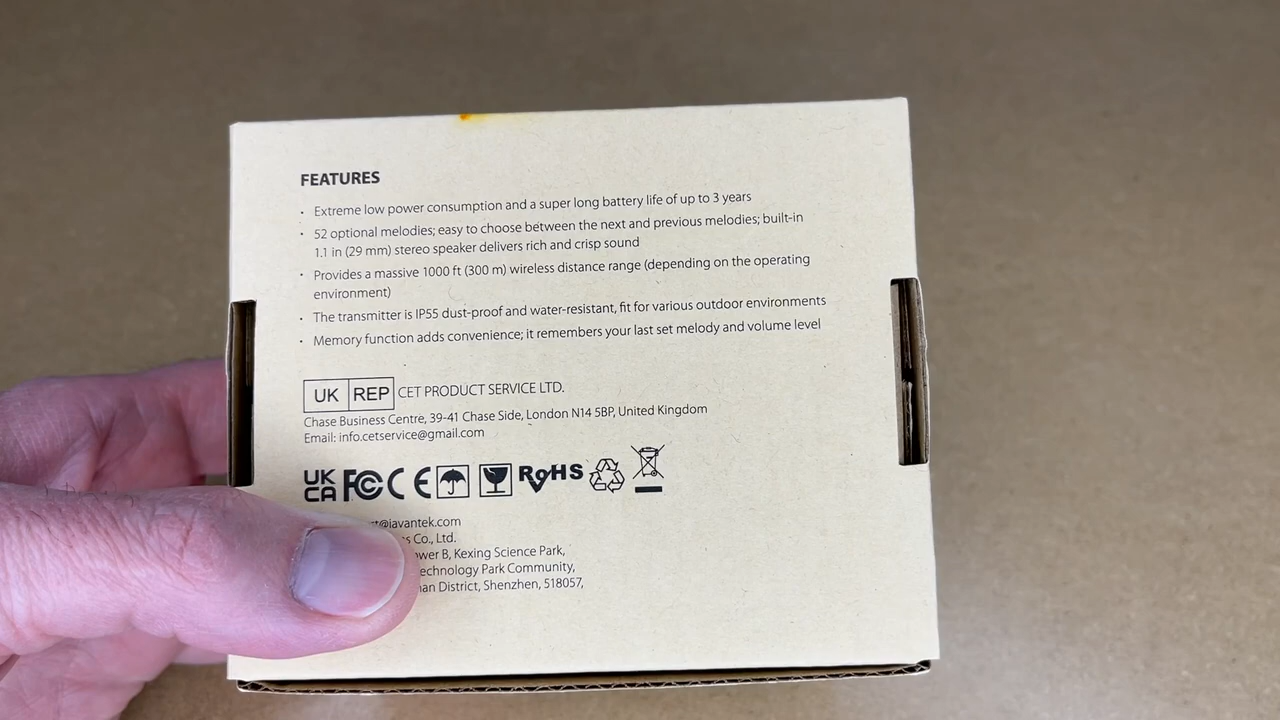 FEATURES
· Extreme low power consumption and a super long battery life of up to 3 years
· 52 optional melodies; easy to choose between the next and previous melodies; built-in
1.1 in (29 mm) stereo speaker delivers rich and crisp sound
· Provides a massive 1000 ft (300 m) wireless distance range (depending on the operating
environment)
· The transmitter is IP55 dust-proof and water-resistant, fit for various outdoor environments
· Memory function adds convenience; it remembers your last set melody and volume level
UK REP CET PRODUCT SERVICE LTD.
Chase Business Centre, 39-41 Chase Side, London N14 5BP, United Kingdom
Email: info.cetservice@gmail.com
UK CA FC CE RoHS
@iavantek.com
Co., Ltd.
B, Kexing Science Park,
Park Community,
District, Shenzhen, 518057,